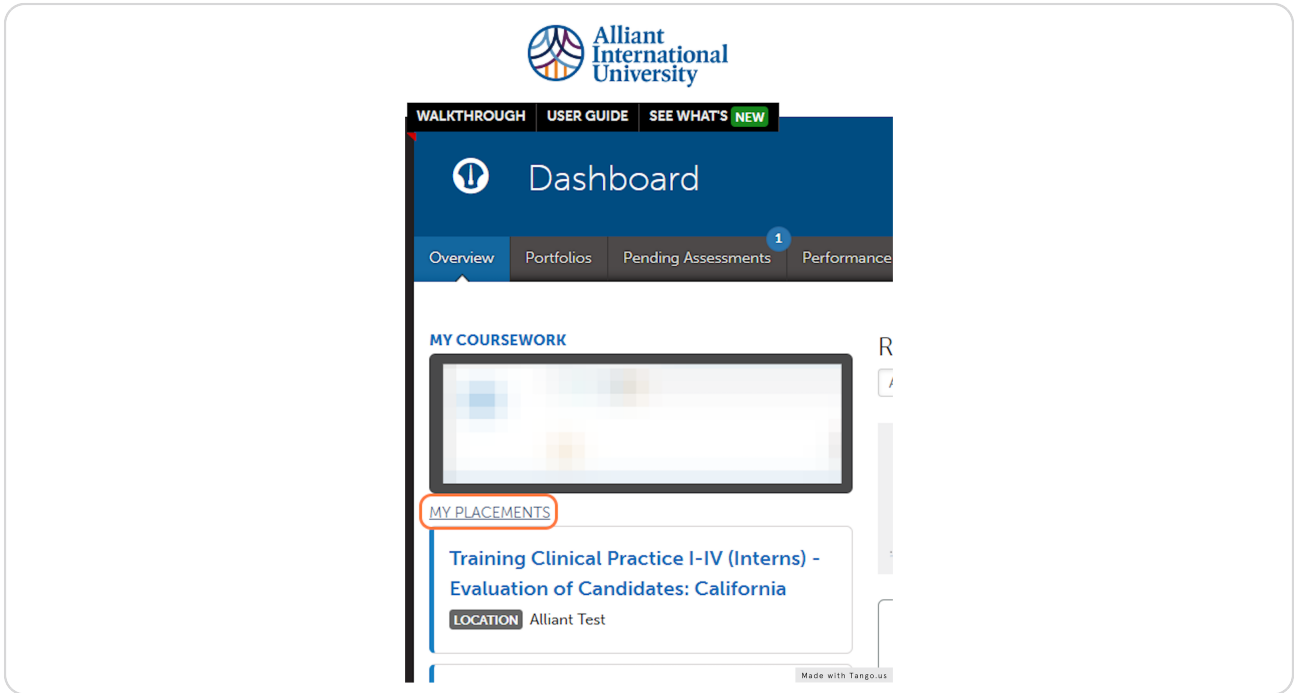 Alliant
International
University
WALKTHROUGH USER GUIDE SEE WHAT'S NEW
Dashboard
1
Overview Portfolios Pending Assessments Performance
MY COURSEWORK
R
MY PLACEMENTS
Training Clinical Practice I-IV (Interns) -
Evaluation of Candidates: California
LOCATION Alliant Test
Made with Tango.us